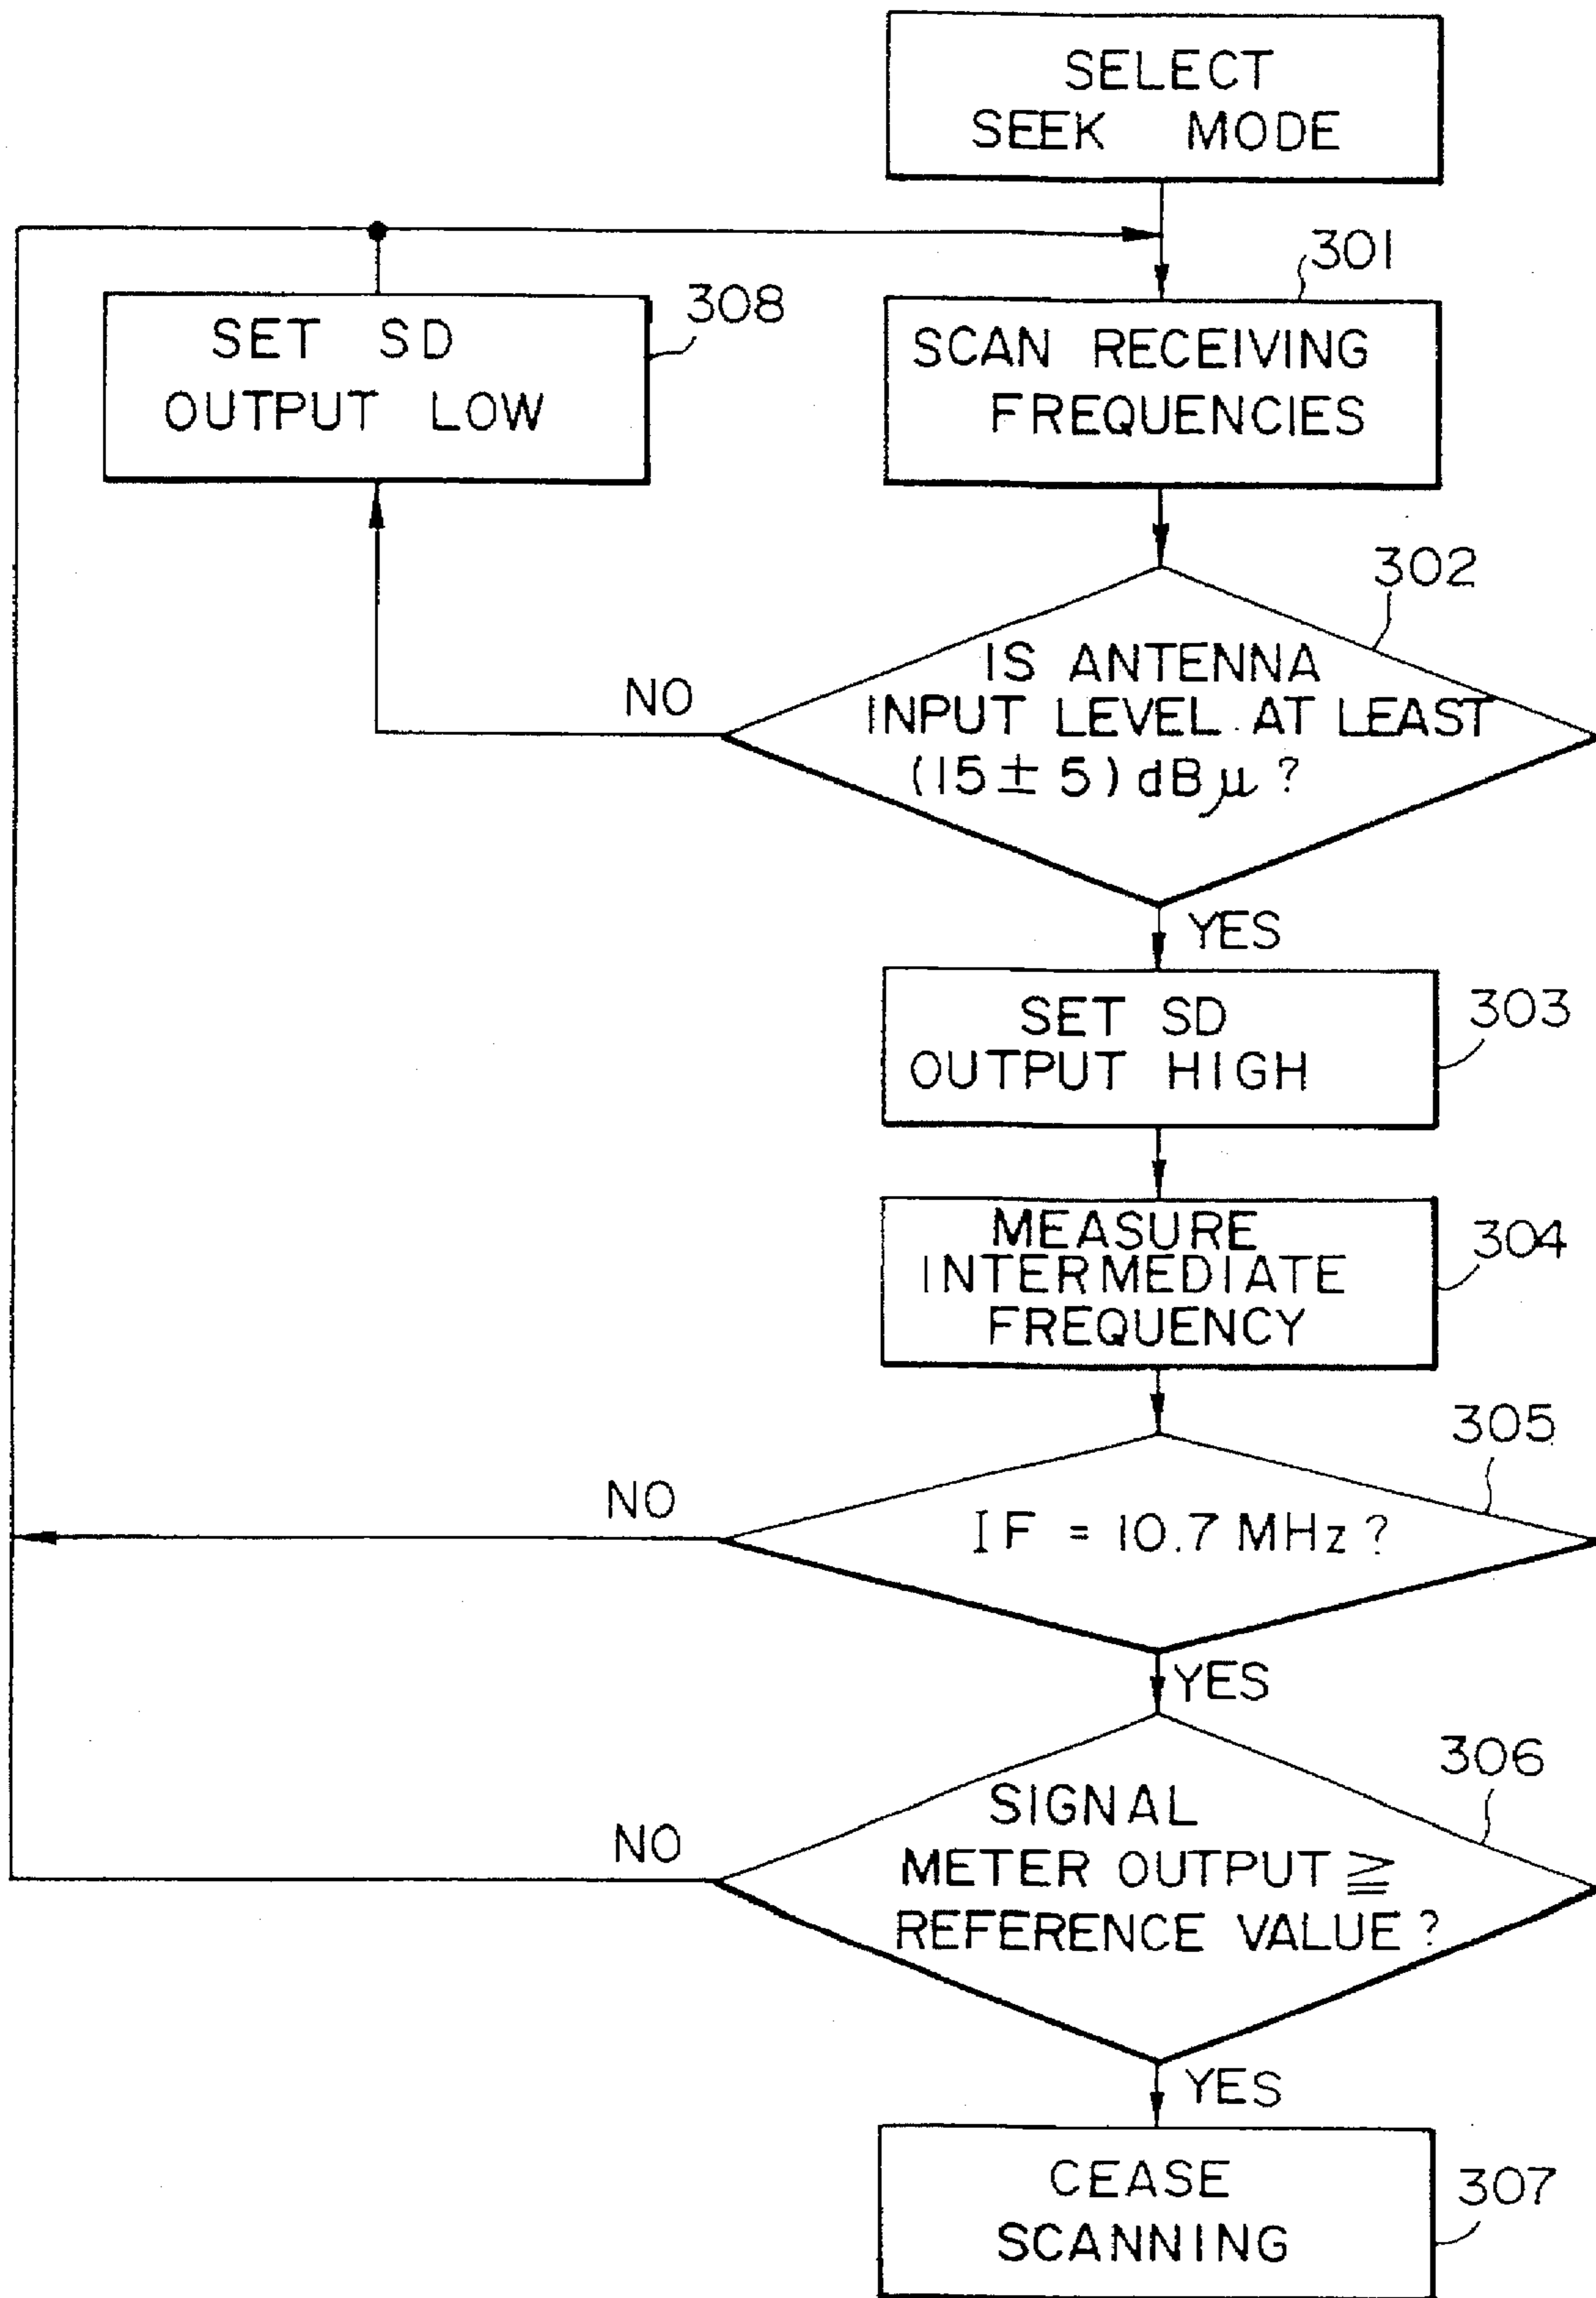 SELECT
SEEK MODE
301
308
SET SD
OUTPUT LOW
SCAN RECEIVING
FREQUENCIES
302
IS ANTENNA
INPUT LEVEL AT LEAST
(15 ± 5) dBμ ?
NO
YES
SET SD
OUTPUT HIGH
303
MEASURE
INTERMEDIATE
FREQUENCY
304
305
IF = 10.7 MHz ?
NO
YES
306
SIGNAL
METER OUTPUT ≧
REFERENCE VALUE ?
NO
YES
CEASE
SCANNING
307